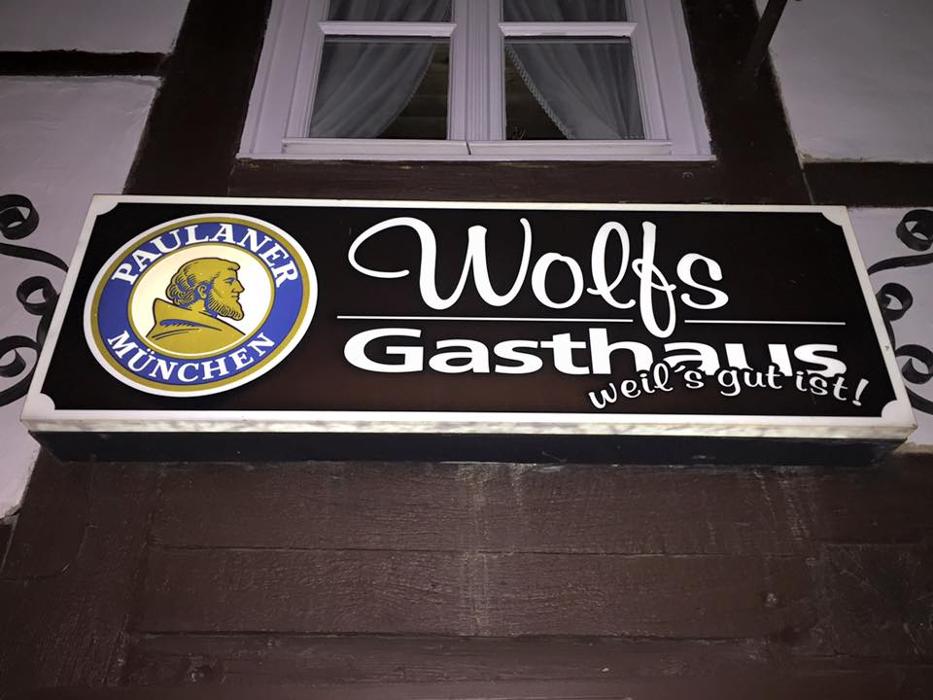 PAULANER
MÜNCHEN
Wolfs
Gasthaus
weil´s gut ist!